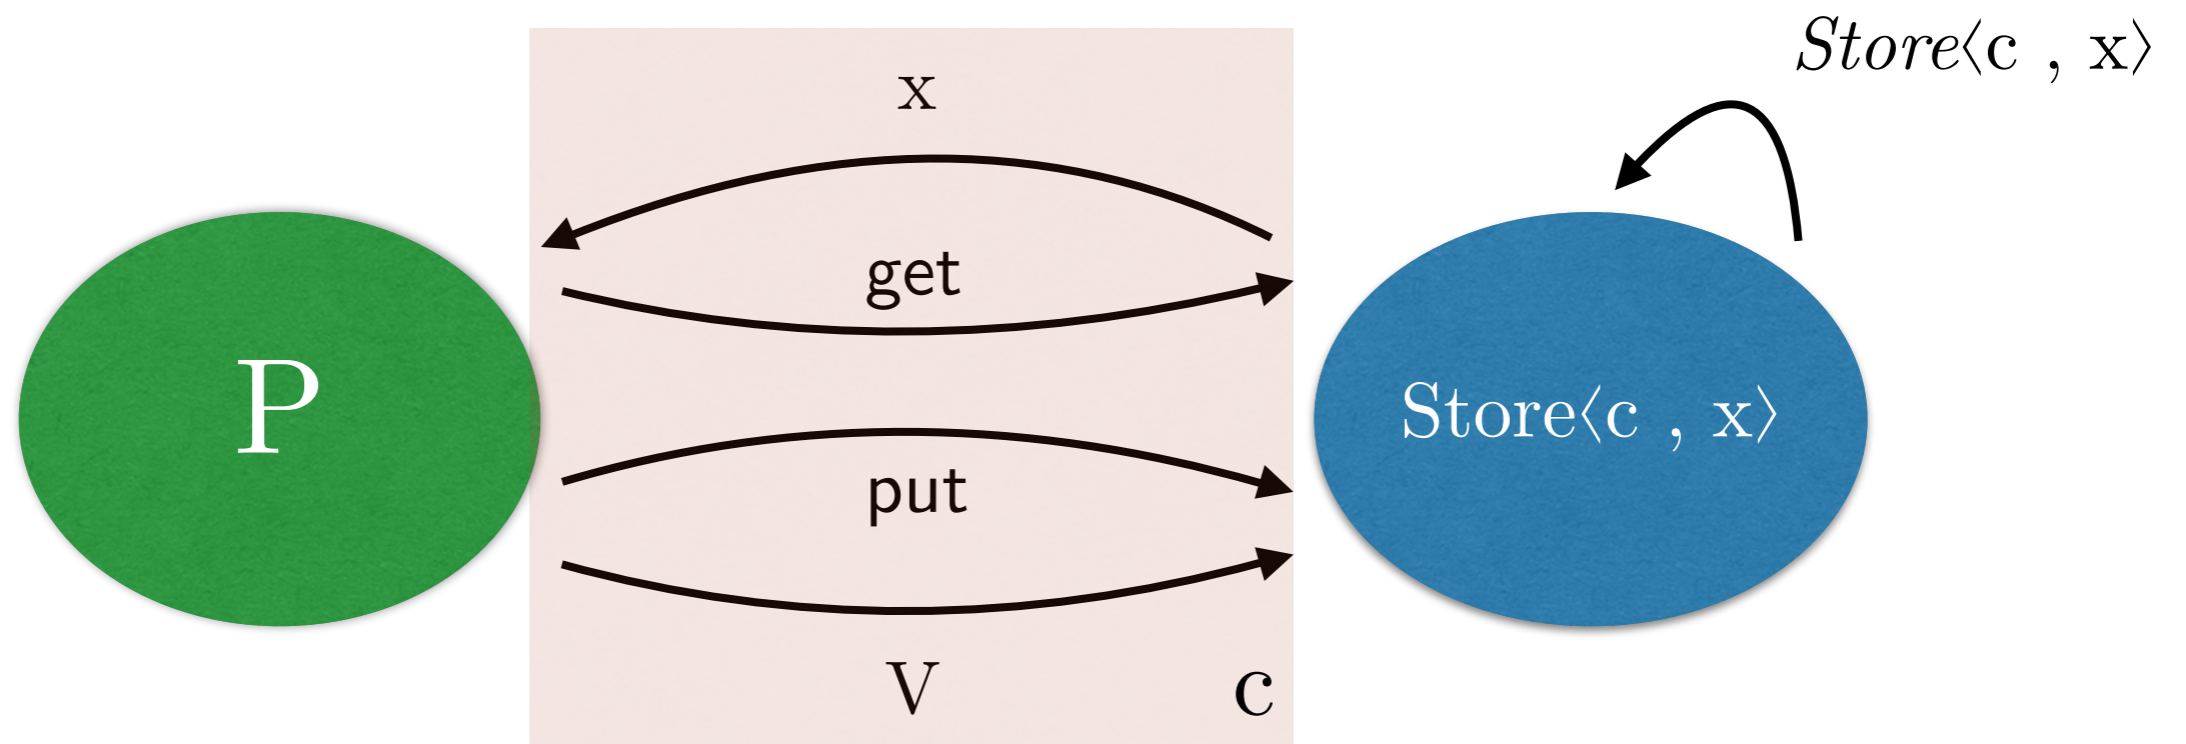 Store⟨c , x⟩
x
get
P
Store⟨c , x⟩
put
V
c